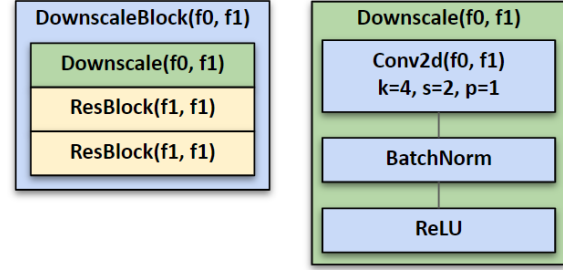 DownscaleBlock(f0, f1)
Downscale(f0, f1)
ResBlock(f1, f1)
ResBlock(f1, f1)
Downscale(f0, f1)
Conv2d(f0, f1)
k=4, s=2, p=1
BatchNorm
ReLU